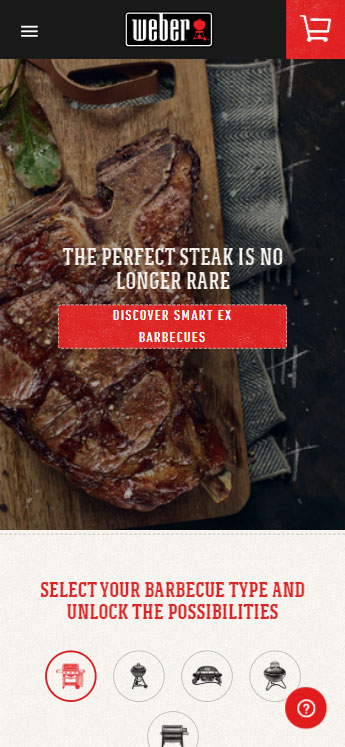 weber
THE PERFECT STEAK IS NO
LONGER RARE
DISCOVER SMART EX
BARBECUES
SELECT YOUR BARBECUE TYPE AND
UNLOCK THE POSSIBILITIES
?